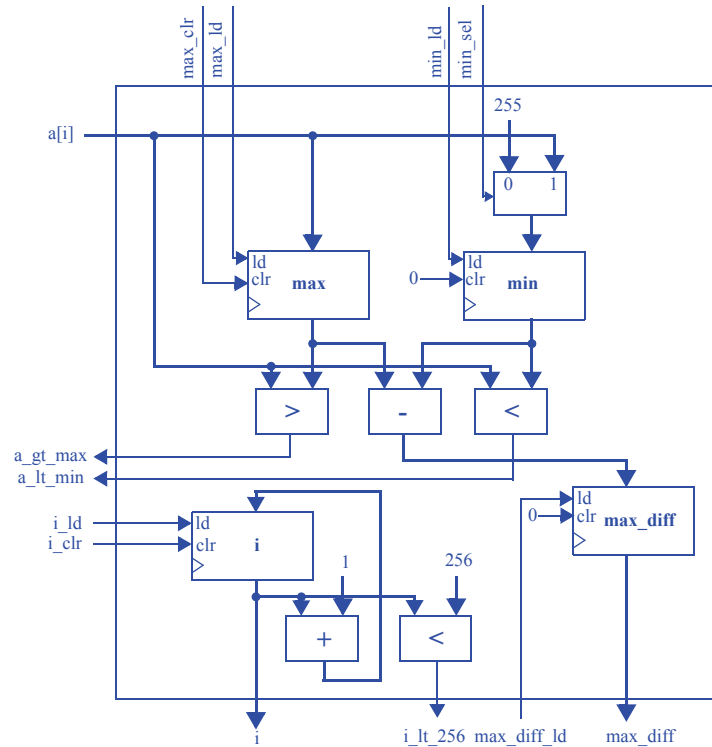 max_clr
max_ld
min_ld
min_sel
255
a[i]
0 1
ld
clr
max
0
ld
clr
min
>
-
<
a_gt_max
a_lt_min
i_ld
i_clr
ld
clr
i
0
ld
clr
max_diff
1
256
+
<
i
i_lt_256
max_diff_ld
max_diff